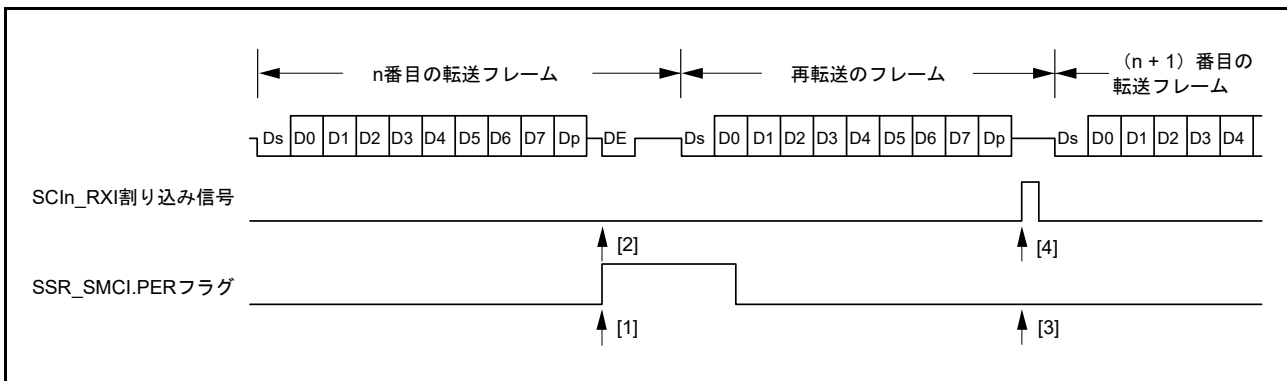 n番目の転送フレーム
再転送のフレーム
（n + 1）番目の
転送フレーム
Ds D0 D1 D2 D3 D4 D5 D6 D7 Dp DE Ds D0 D1 D2 D3 D4 D5 D6 D7 Dp Ds D0 D1 D2 D3 D4
SCIn_RXI割り込み信号
[2]
[4]
SSR_SMCI.PERフラグ
[1]
[3]